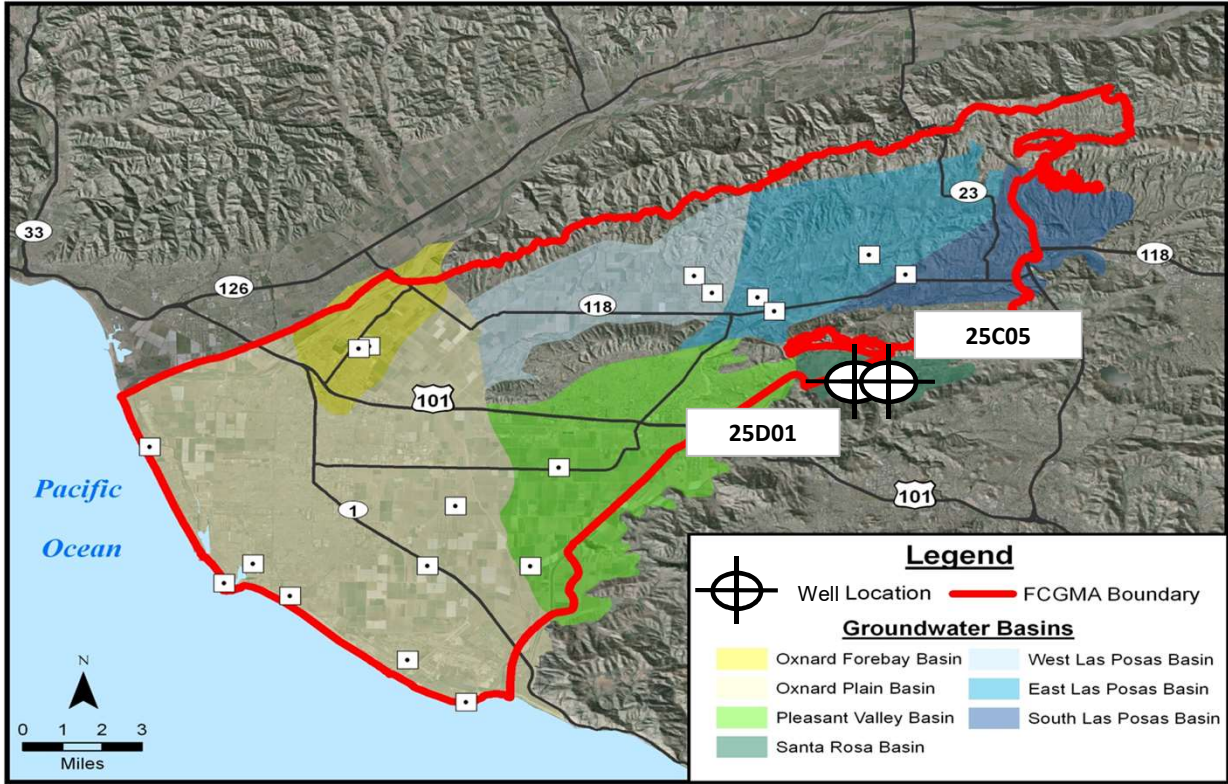 33
126
23
118
118
25C05
101
25D01
101
Pacific
Ocean
1
N
0 1 2 3
Miles
Legend
Well Location
FCGMA Boundary
Groundwater Basins
Oxnard Forebay Basin
West Las Posas Basin
Oxnard Plain Basin
East Las Posas Basin
Pleasant Valley Basin
South Las Posas Basin
Santa Rosa Basin